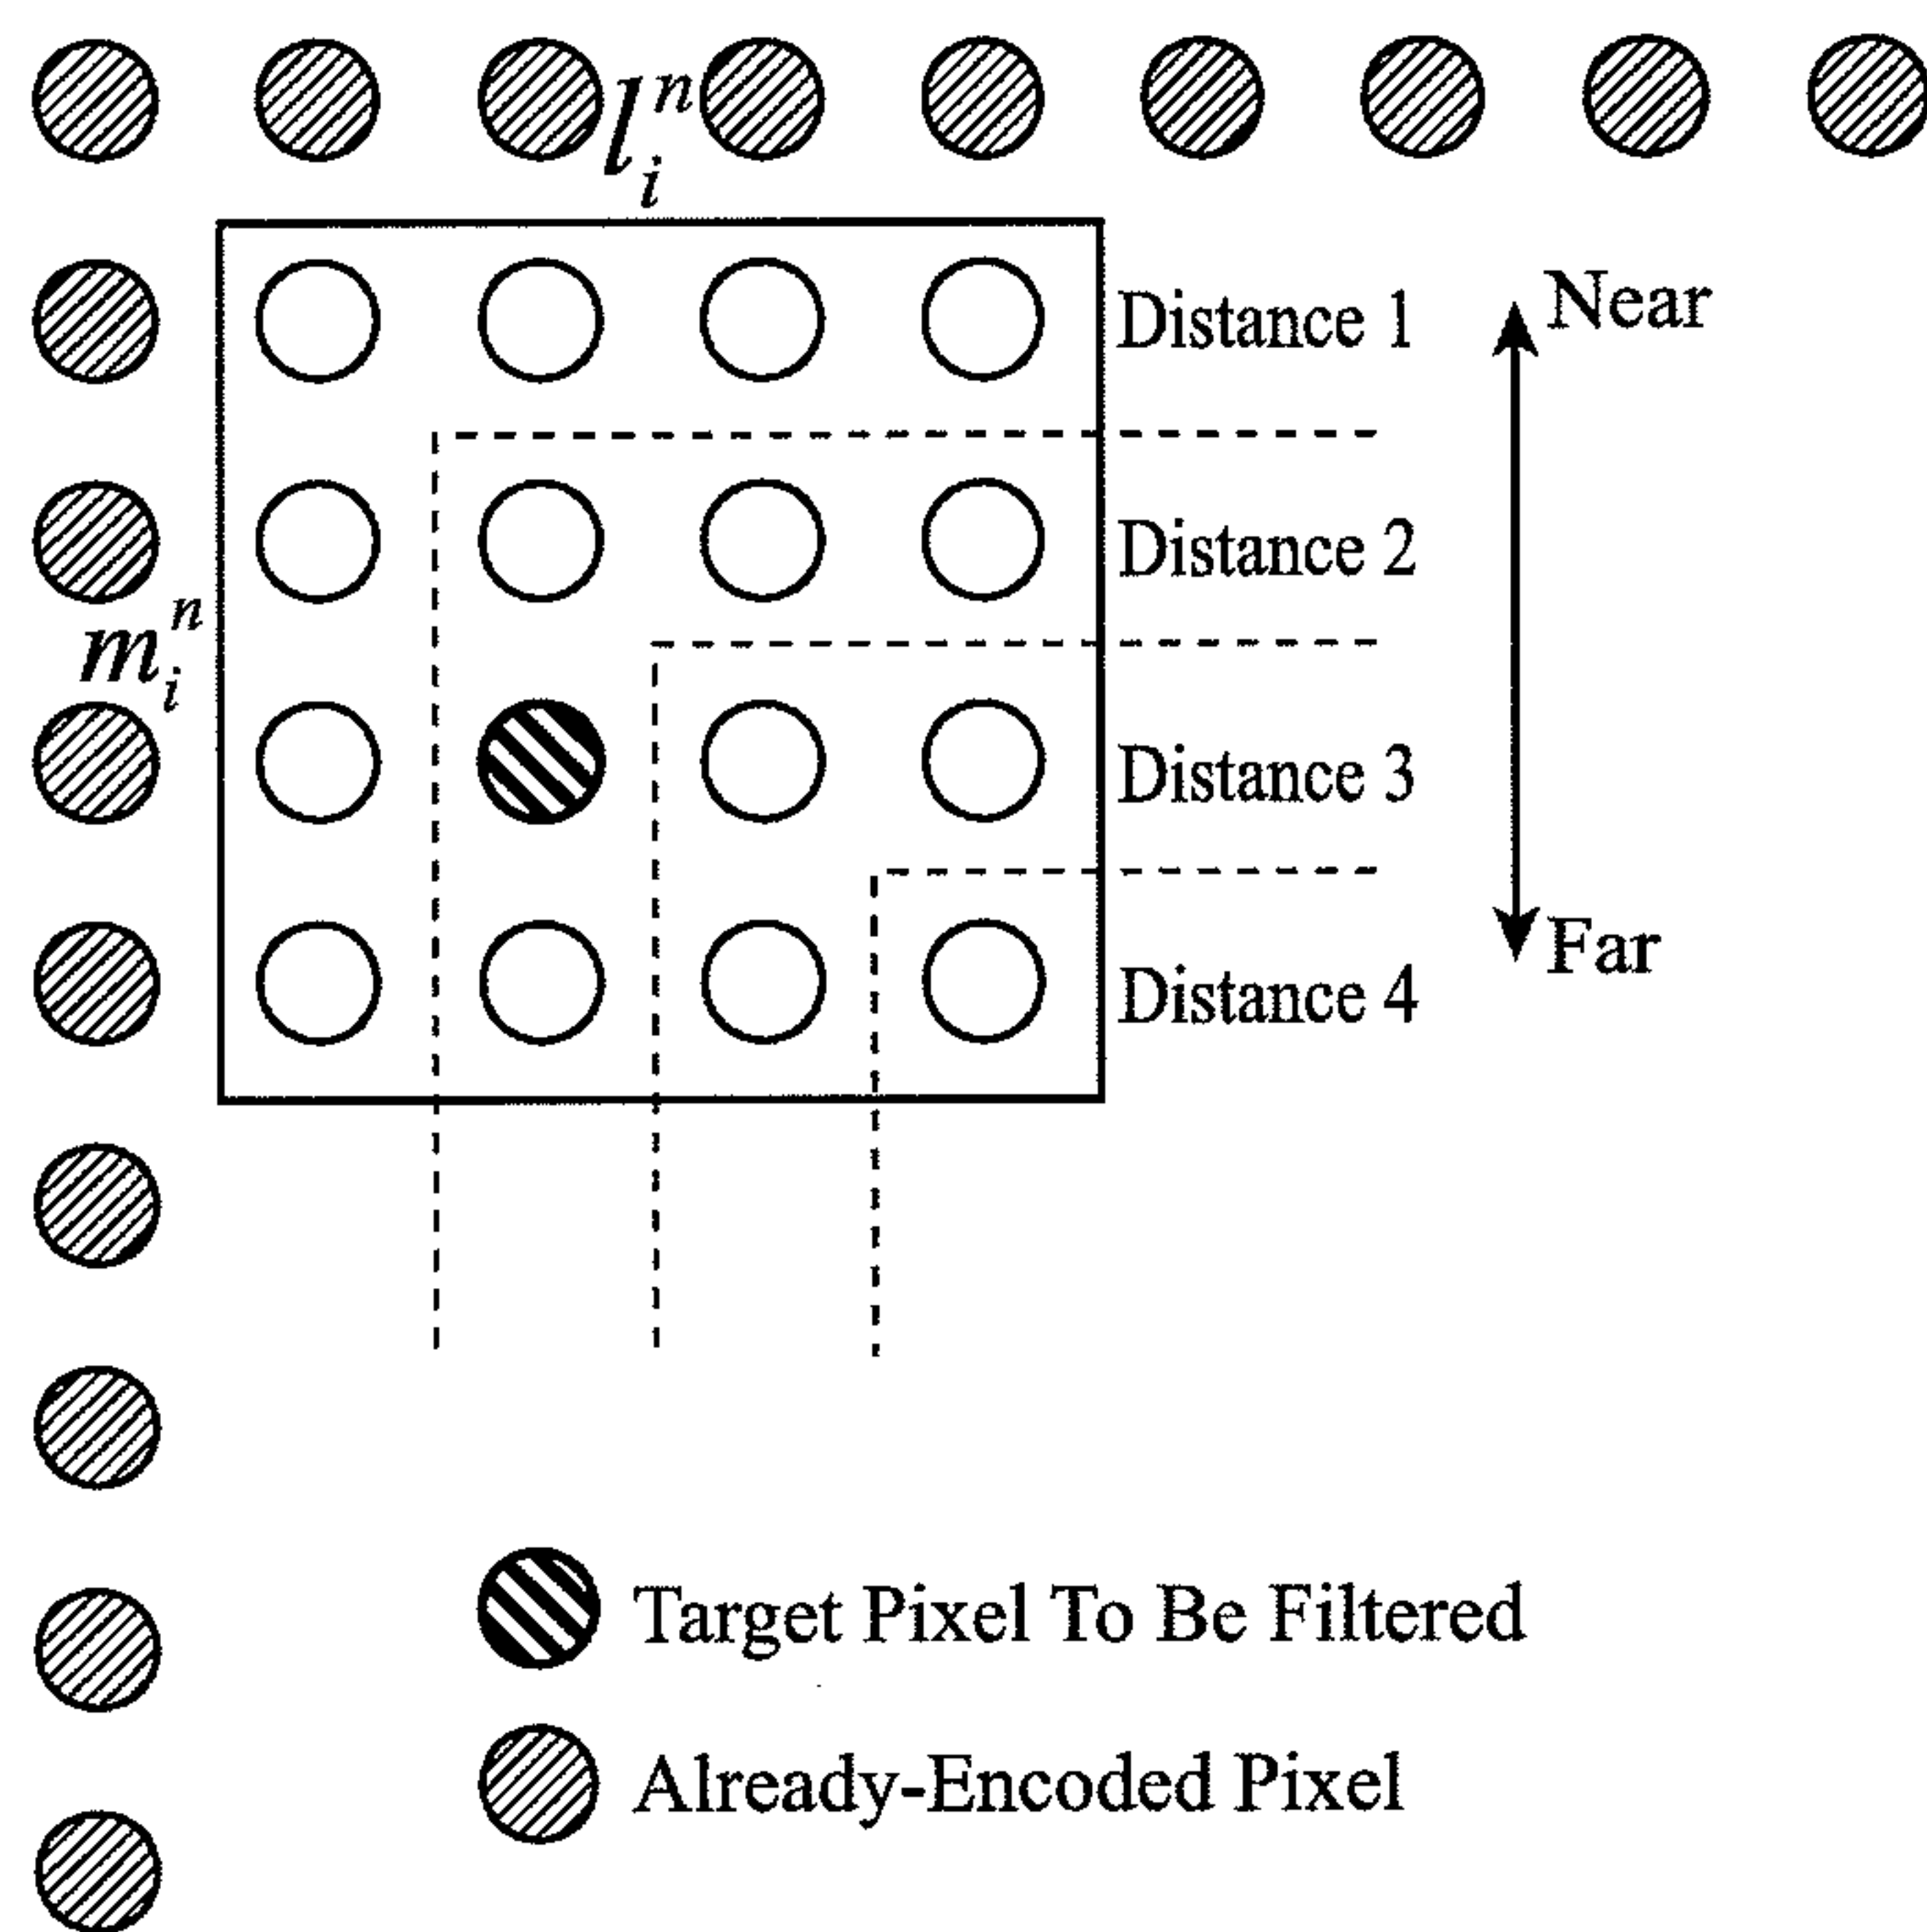 l_i^n
Distance 1
Near
Distance 2
m_i^n
Distance 3
Far
Distance 4
Target Pixel To Be Filtered
Already-Encoded Pixel